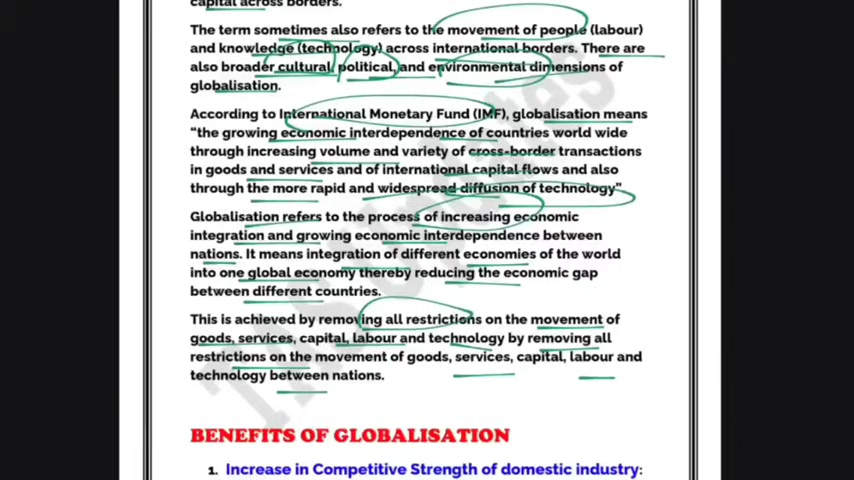 capital across borders.
The term sometimes also refers to the movement of people (labour)
and knowledge (technology) across international borders. There are
also broader cultural, political, and environmental dimensions of
globalisation.
According to International Monetary Fund (IMF), globalisation means
“the growing economic interdependence of countries world wide
through increasing volume and variety of cross-border transactions
in goods and services and of international capital flows and also
through the more rapid and widespread diffusion of technology”
Globalisation refers to the process of increasing economic
integration and growing economic interdependence between
nations. It means integration of different economies of the world
into one global economy thereby reducing the economic gap
between different countries.
This is achieved by removing all restrictions on the movement of
goods, services, capital, labour and technology by removing all
restrictions on the movement of goods, services, capital, labour and
technology between nations.
BENEFITS OF GLOBALISATION
1. Increase in Competitive Strength of domestic industry: